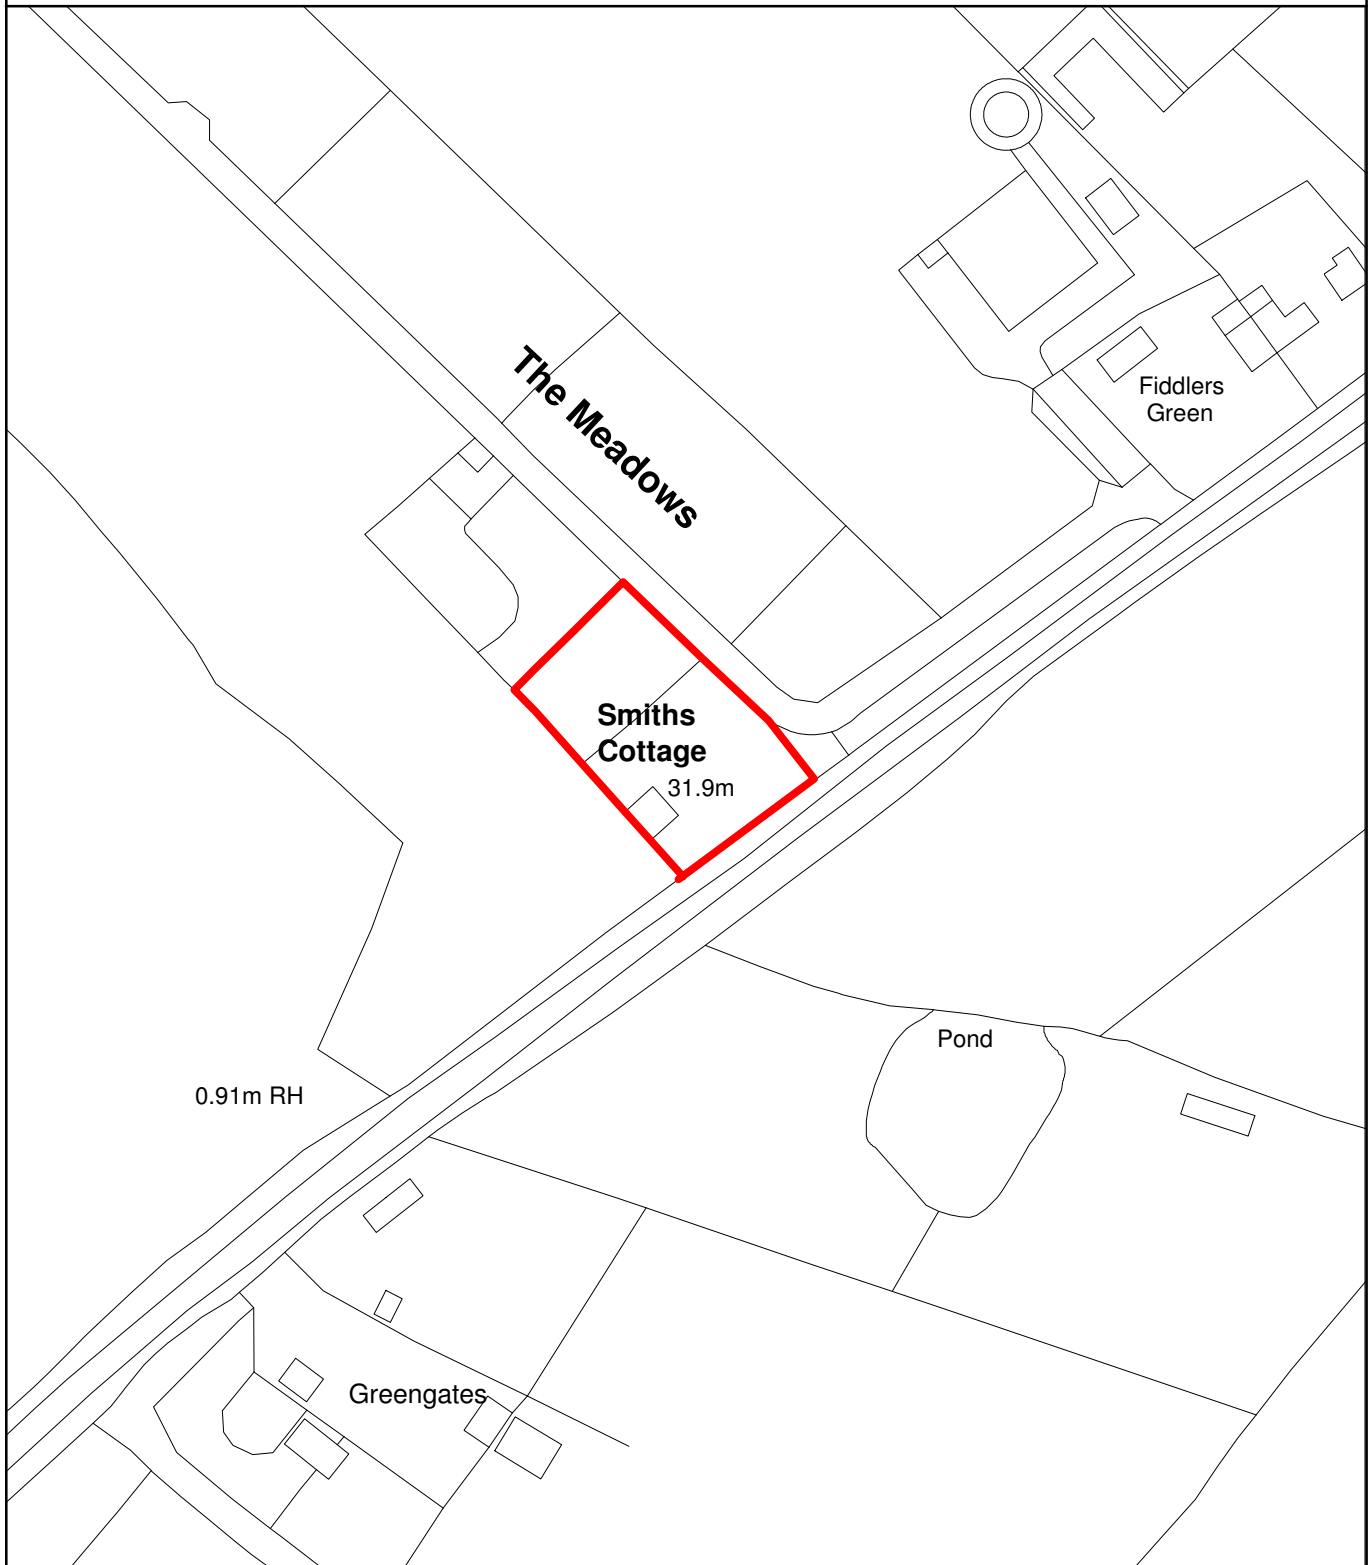 The Meadows
Fiddlers
Green
Smiths
Cottage
31.9m
Pond
0.91m RH
Greengates